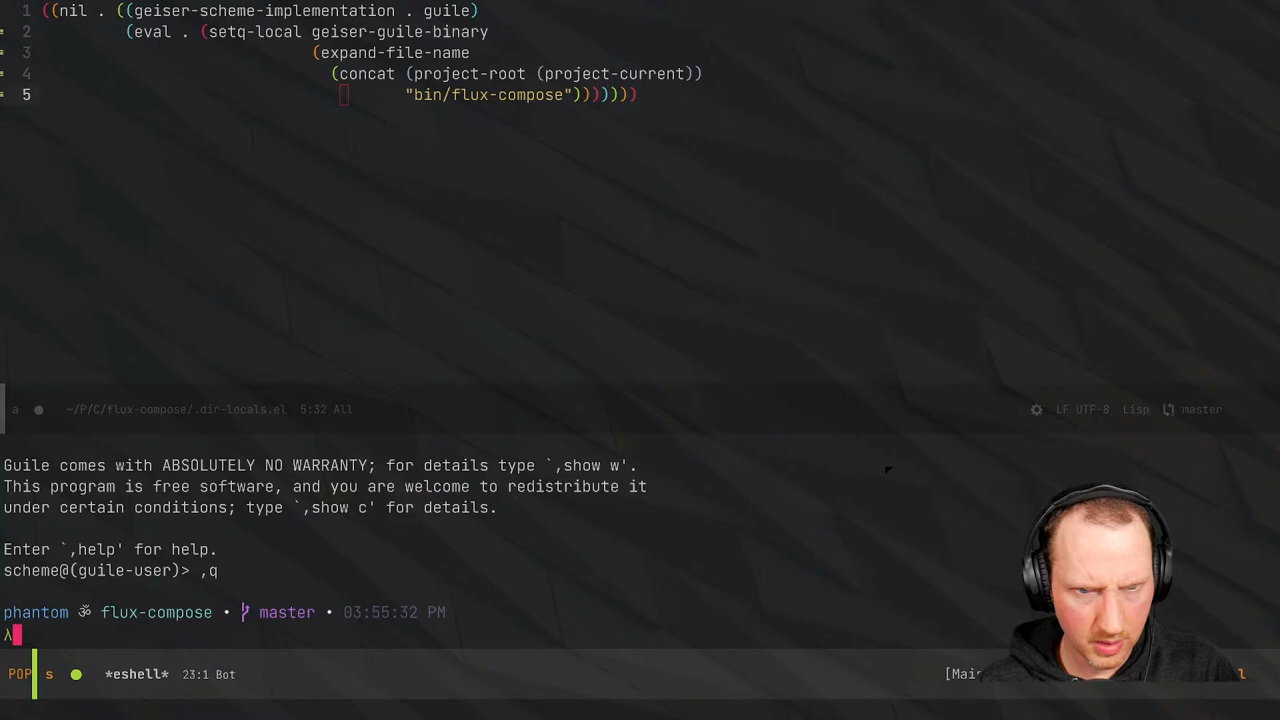 1 ((nil . ((geiser-scheme-implementation . guile)
2 (eval . (setq-local geiser-guile-binary
3 (expand-file-name
4 (concat (project-root (project-current))
5 "bin/flux-compose"))))))))
a ~/P/C/flux-compose/.dir-locals.el 5:32 All LF UTF-8 Lisp master
Guile comes with ABSOLUTELY NO WARRANTY; for details type `,show w'.
This program is free software, and you are welcome to redistribute it
under certain conditions; type `,show c' for details.
Enter `,help' for help.
scheme@(guile-user)> ,q
phantom ॐ flux-compose • master • 03:55:32 PM
λ
POP s *eshell* 23:1 Bot